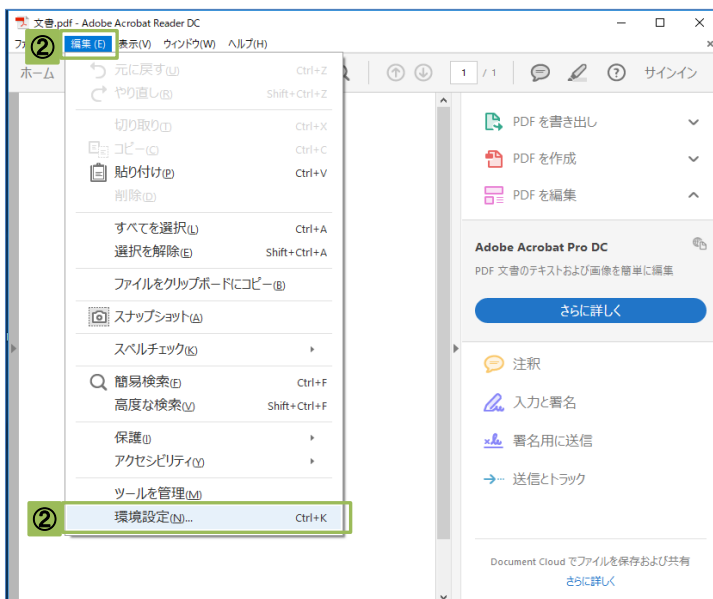 文書.pdf - Adobe Acrobat Reader DC
② 編集(E) 表示(V) ウィンドウ(W) ヘルプ(H)
ホーム 1 / 1 サインイン
元に戻す(U) Ctrl+Z
やり直し(R) Shift+Ctrl+Z
切り取り(T) Ctrl+X
コピー(C) Ctrl+C
貼り付け(P) Ctrl+V
削除(D)
すべてを選択(L) Ctrl+A
選択を解除(E) Shift+Ctrl+A
ファイルをクリップボードにコピー(B)
スナップショット(A)
スペルチェック(K)
簡易検索(F) Ctrl+F
高度な検索(V) Shift+Ctrl+F
保護(I)
アクセシビリティ(Y)
ツールを管理(M)
② 環境設定(N)... Ctrl+K
PDF を書き出し
PDF を作成
PDF を編集
Adobe Acrobat Pro DC
PDF 文書のテキストおよび画像を簡単に編集
さらに詳しく
注釈
入力と署名
署名用に送信
送信とトラック
Document Cloud でファイルを保存および共有
さらに詳しく